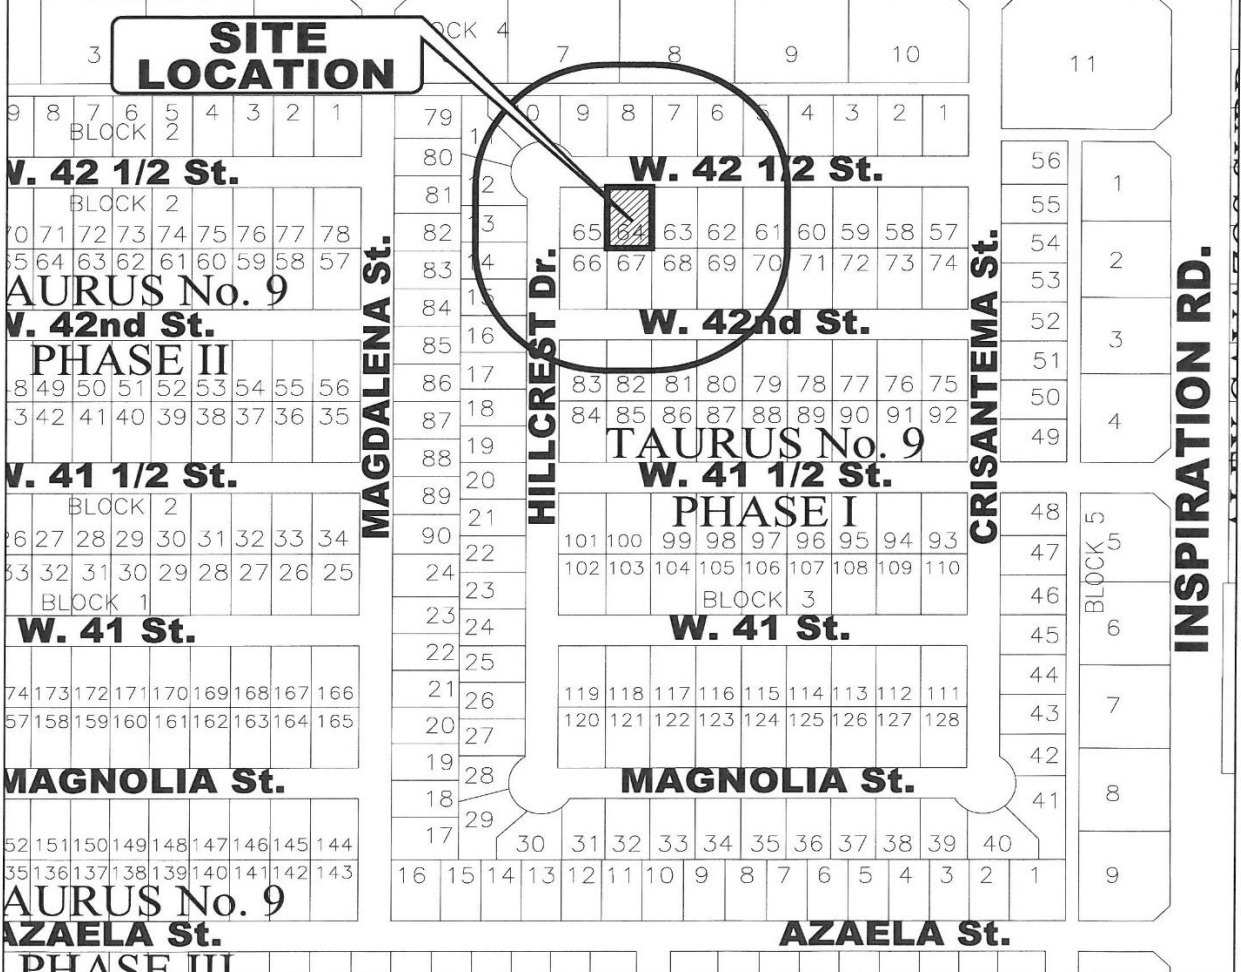 SITE
LOCATION
3
OCK 4
7
8
9
10
11
9 8 7 6 5 4 3 2 1
BLOCK 2
79
11
0 9 8 7 6 5 4 3 2 1
W. 42 1/2 St.
W. 42 1/2 St.
80
81
12
56
55
1
BLOCK 2
70 71 72 73 74 75 76 77 78
65 64 63 62 61 60 59 58 57
82
13
83
14
65 64 63 62 61 60 59 58 57
66 67 68 69 70 71 72 73 74
54
53
2
TAURUS No. 9
W. 42nd St.
PHASE II
MAGDALENA St.
84
15
HILLCREST Dr.
W. 42nd St.
CRISANTEMA St.
52
51
3
INSPIRATION RD.
85
16
48 49 50 51 52 53 54 55 56
43 42 41 40 39 38 37 36 35
86
17
87
18
83 82 81 80 79 78 77 76 75
84 85 86 87 88 89 90 91 92
50
49
4
TAURUS No. 9
W. 41 1/2 St.
88
19
W. 41 1/2 St.
PHASE I
89
20
BLOCK 2
26 27 28 29 30 31 32 33 34
33 32 31 30 29 28 27 26 25
BLOCK 1
90
21
22
24
23
101 100 99 98 97 96 95 94 93
102 103 104 105 106 107 108 109 110
BLOCK 3
48
47
46
BLOCK 5
5
W. 41 St.
23
24
W. 41 St.
45
6
22
25
174 173 172 171 170 169 168 167 166
157 158 159 160 161 162 163 164 165
21
26
20
27
119 118 117 116 115 114 113 112 111
120 121 122 123 124 125 126 127 128
44
43
7
MAGNOLIA St.
19
28
MAGNOLIA St.
42
18
29
41
8
17
152 151 150 149 148 147 146 145 144
135 136 137 138 139 140 141 142 143
30 31 32 33 34 35 36 37 38 39 40
16 15 14 13 12 11 10 9 8 7 6 5 4 3 2 1
9
TAURUS No. 9
AZAELA St.
AZAELA St.
PHASE III